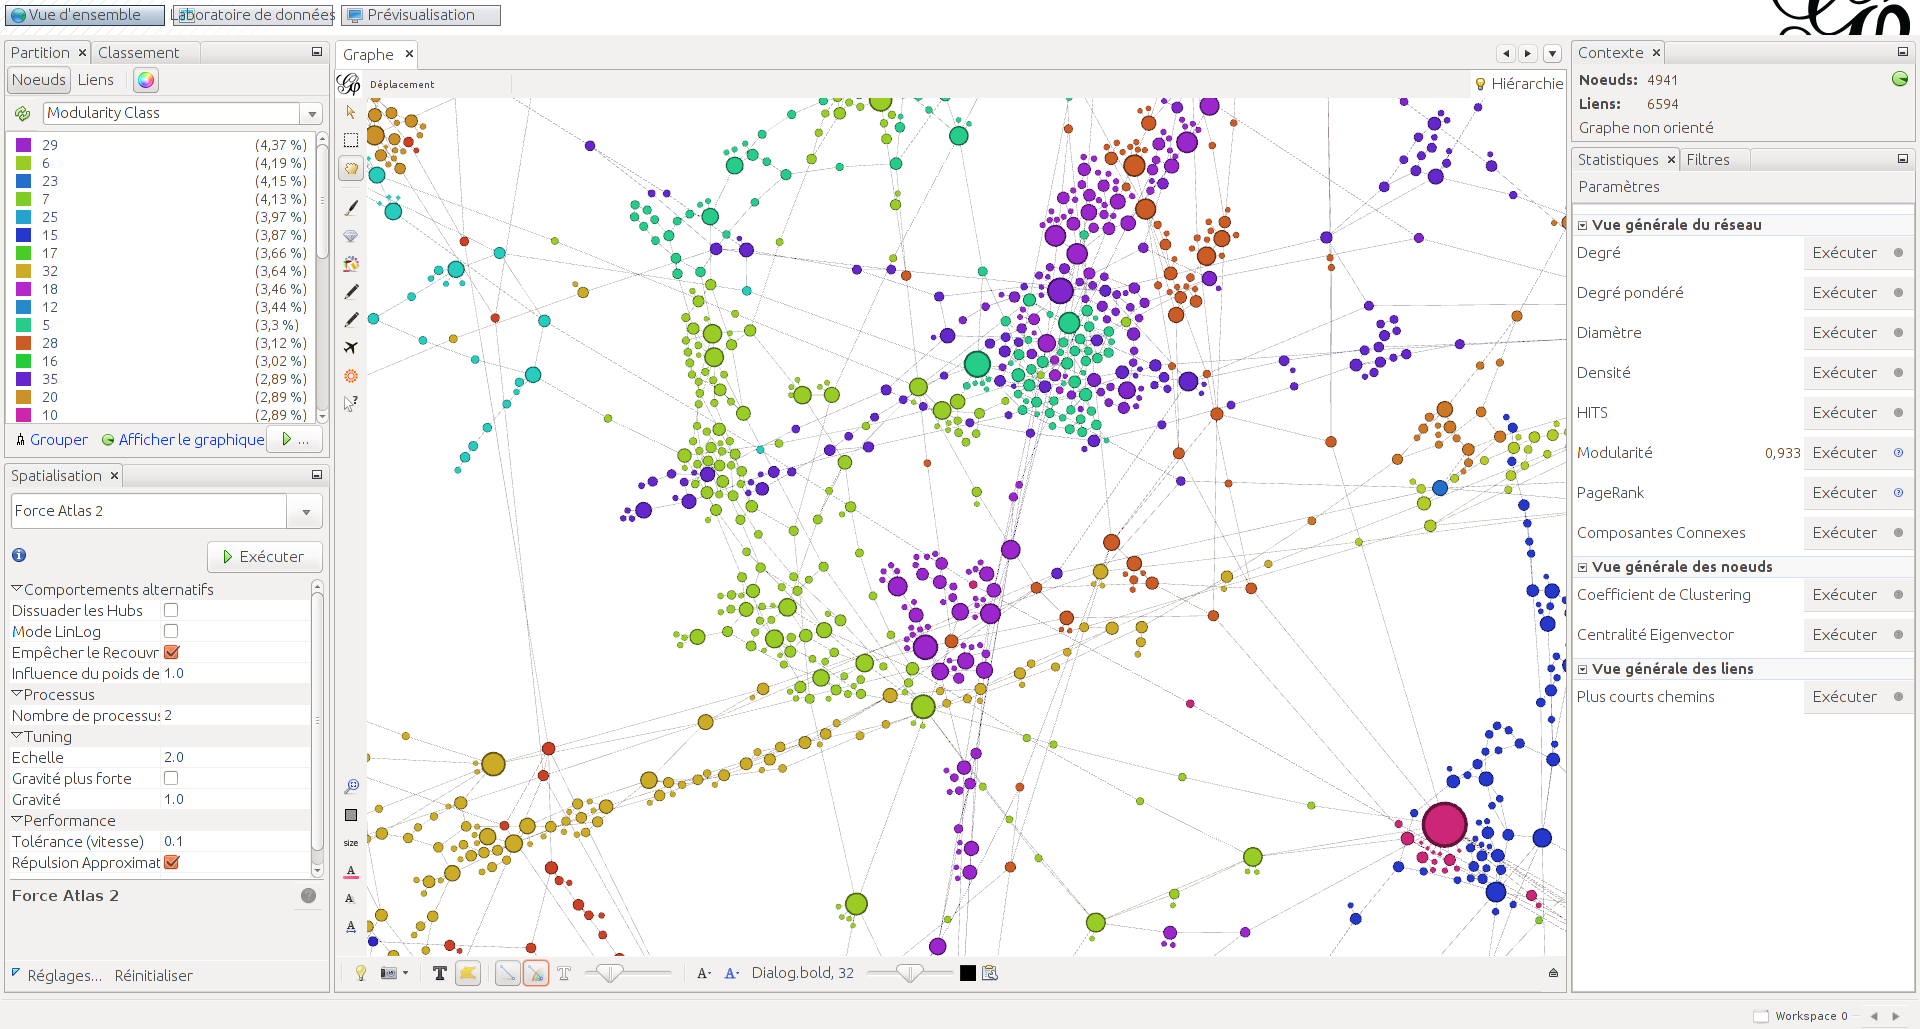 Vue d'ensemble
Laboratoire de données
Prévisualisation
Partition
Classement
Noeuds
Liens
Modularity Class
29 (4,37 %)
6 (4,19 %)
23 (4,15 %)
7 (4,13 %)
25 (3,97 %)
15 (3,87 %)
17 (3,66 %)
32 (3,64 %)
18 (3,46 %)
12 (3,44 %)
5 (3,3 %)
28 (3,12 %)
16 (3,02 %)
35 (2,89 %)
20 (2,89 %)
10 (2,89 %)
Grouper
Afficher le graphique
...
Spatialisation
Force Atlas 2
Exécuter
Comportements alternatifs
Dissuader les Hubs
Mode LinLog
Empêcher le Recouvr
Influence du poids de 1.0
Processus
Nombre de processus 2
Tuning
Echelle 2.0
Gravité plus forte
Gravité 1.0
Performance
Tolérance (vitesse) 0.1
Répulsion Approximat
Force Atlas 2
Réglages...
Réinitialiser
Graphe
Déplacement
Hiérarchie
size
A
A
A
T
T
A
A
Dialog.bold, 32
Contexte
Noeuds: 4941
Liens: 6594
Graphe non orienté
Statistiques
Filtres
Paramètres
Vue générale du réseau
Degré Exécuter
Degré pondéré Exécuter
Diamètre Exécuter
Densité Exécuter
HITS Exécuter
Modularité 0,933 Exécuter
PageRank Exécuter
Composantes Connexes Exécuter
Vue générale des noeuds
Coefficient de Clustering Exécuter
Centralité Eigenvector Exécuter
Vue générale des liens
Plus courts chemins Exécuter
Workspace 0